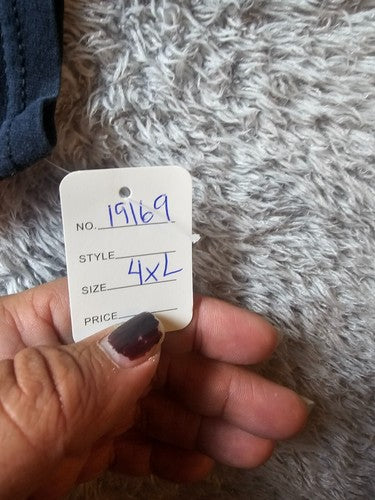 NO. 19169
STYLE
SIZE 4XL
PRICE